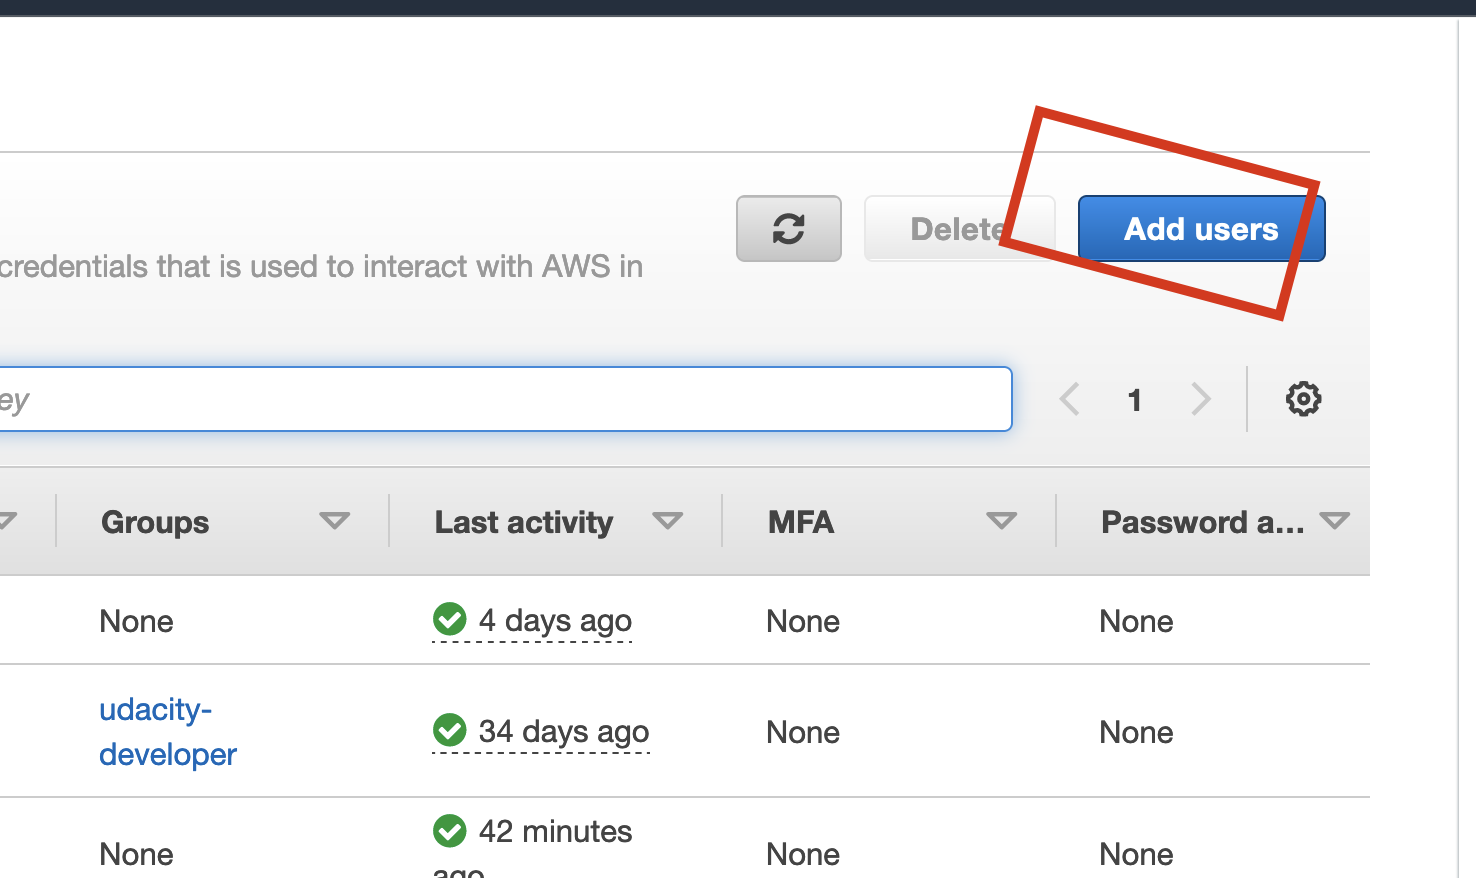 Delete
Add users
credentials that is used to interact with AWS in
ey
1
Groups
Last activity
MFA
Password a...
None
4 days ago
None
None
udacity-
developer
34 days ago
None
None
None
42 minutes
ago
None
None